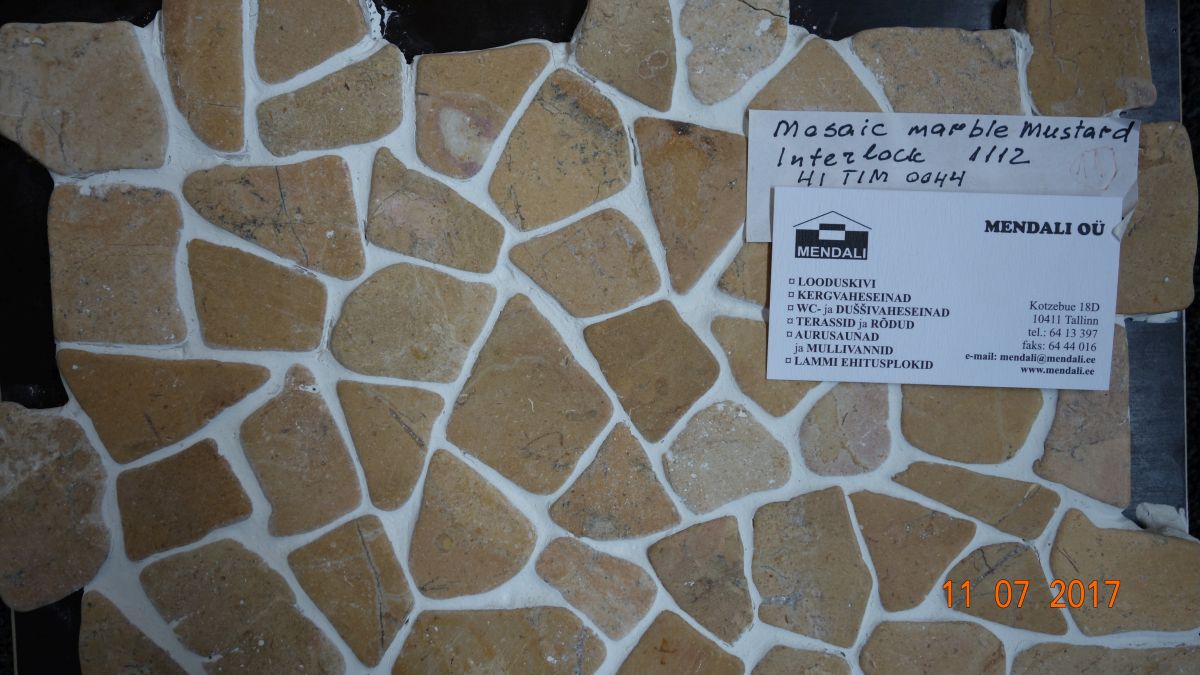 Mosaic marble Mustard
Interlock 1112
41 TIM 0044
MENDALI
MENDALI OÜ
¤ LOODUSKIVI
¤ KERGVAHESEINAD
¤ WC- ja DUŠŠIVAHESEINAD
¤ TERASSID ja RÕDUD
¤ AURUSAUNAD
ja MULLIVANNID
¤ LAMMI EHITUSPLOKID
Kotzebue 18D
10411 Tallinn
tel.: 64 13 397
faks: 64 44 016
e-mail: mendali@mendali.ee
www.mendali.ee
11 07 2017